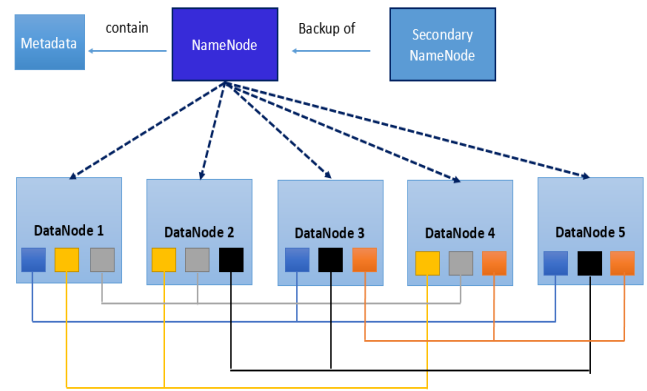 contain
Backup of
Metadata
NameNode
Secondary
NameNode
DataNode 1
DataNode 2
DataNode 3
DataNode 4
DataNode 5